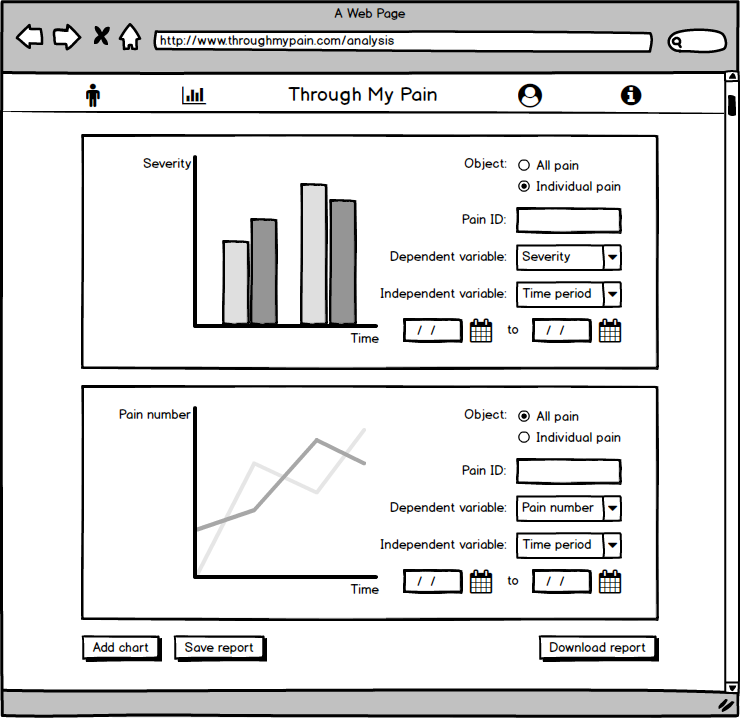 A Web Page
http://www.throughmypain.com/analysis
Through My Pain
Severity
Time
Object:
All pain
Individual pain
Pain ID:
Dependent variable: Severity
Independent variable: Time period
/ / to / /
Pain number
Time
Object:
All pain
Individual pain
Pain ID:
Dependent variable: Pain number
Independent variable: Time period
/ / to / /
Add chart
Save report
Download report